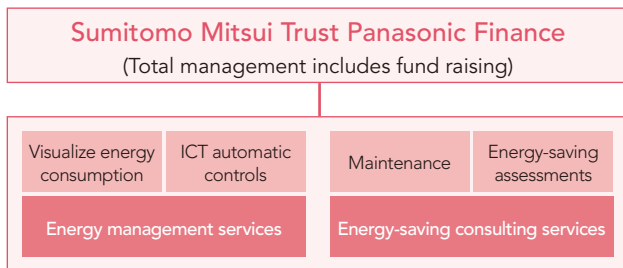 Sumitomo Mitsui Trust Panasonic Finance
(Total management includes fund raising)
Visualize energy
consumption
ICT automatic
controls
Maintenance
Energy-saving
assessments
Energy management services
Energy-saving consulting services